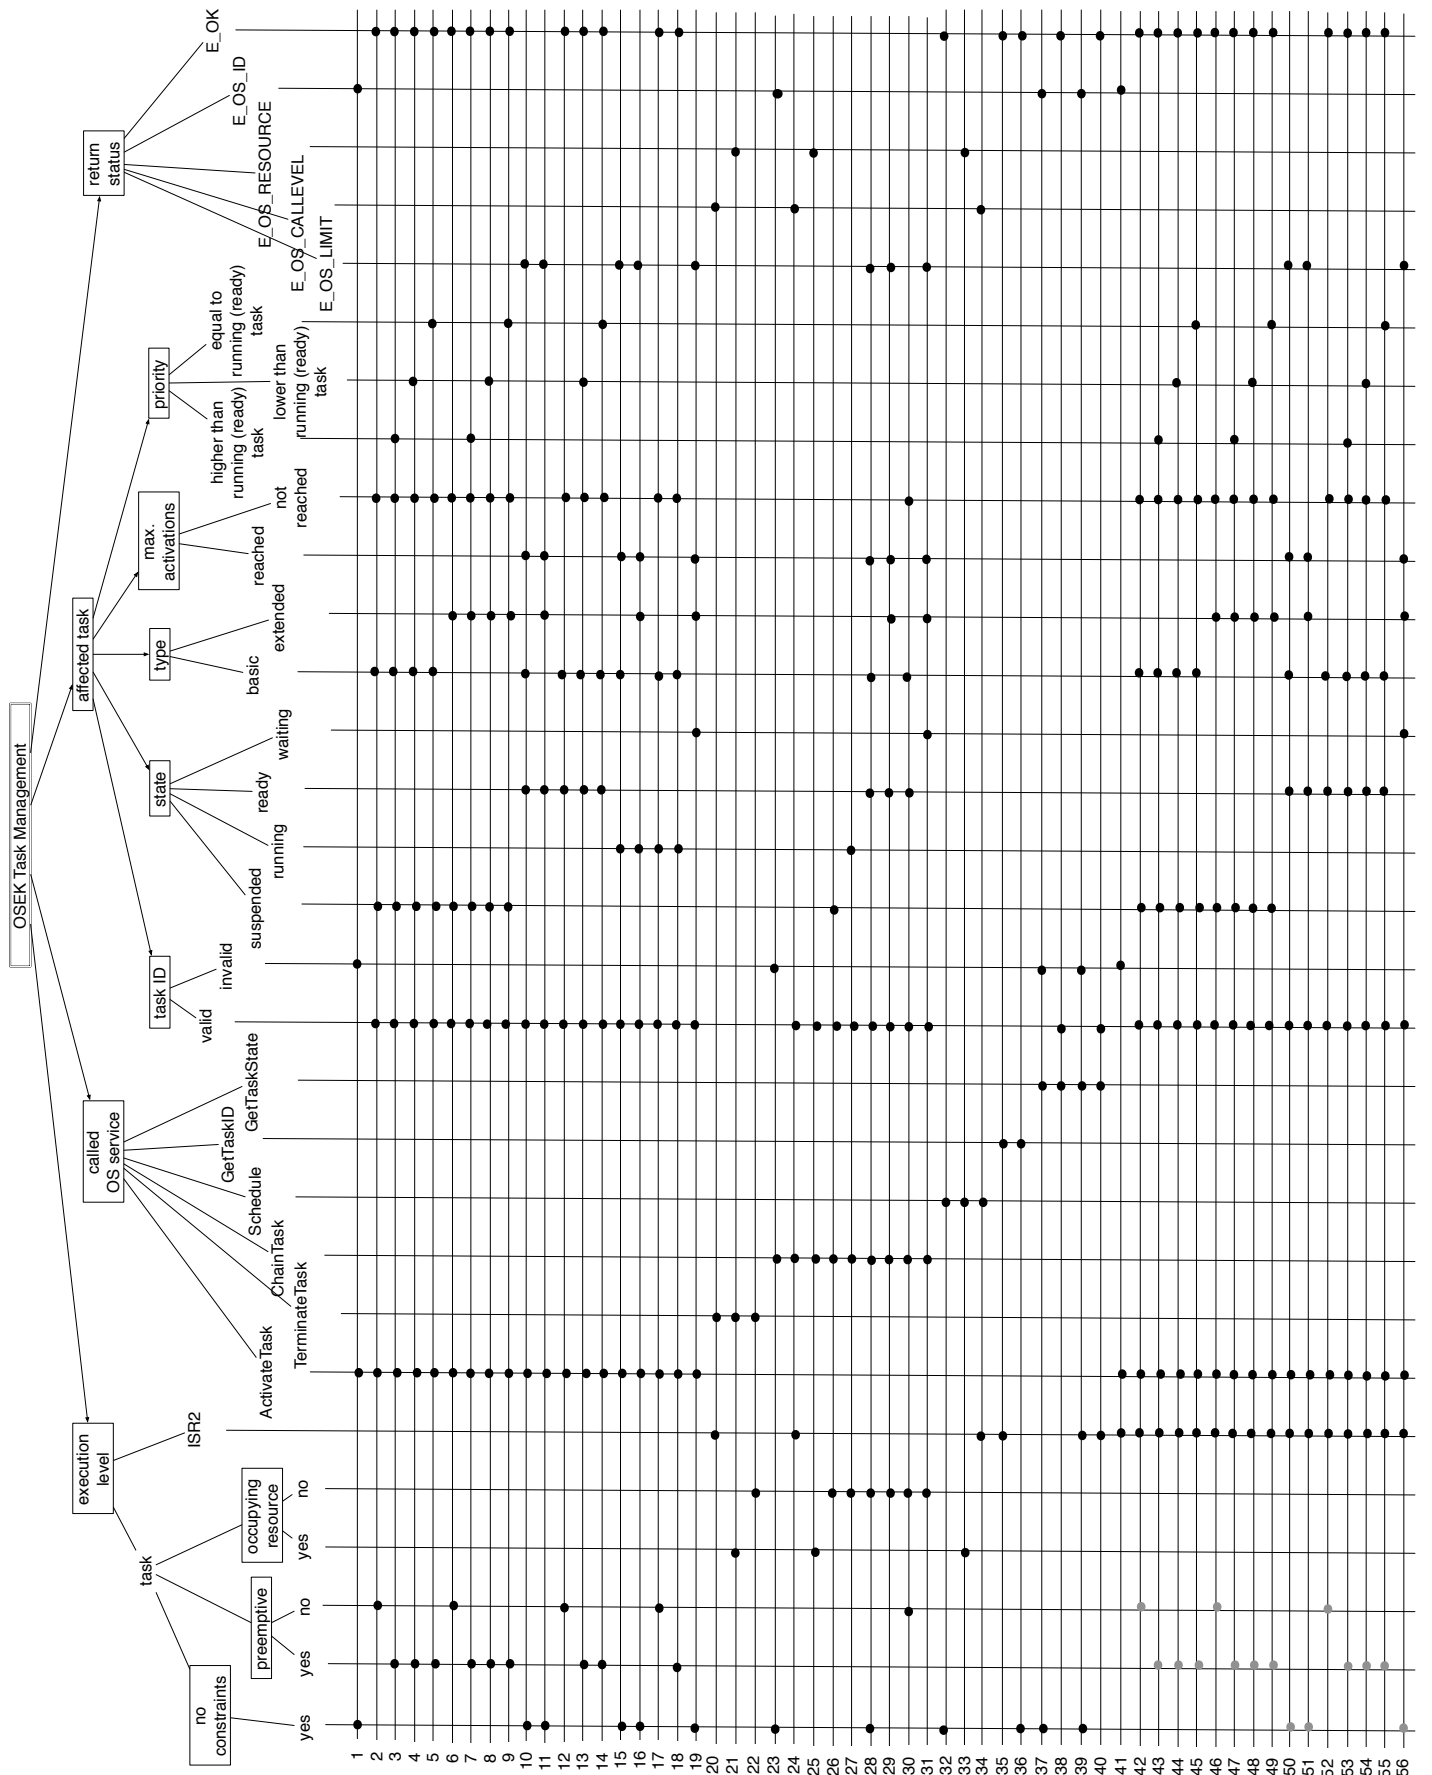 OSEK Task Management
execution
level
called
OS service
affected task
return
status
task
ISR2
no
constraints
yes
preemptive
yes
no
occupying
resource
yes
no
ActivateTask
TerminateTask
ChainTask
Schedule
GetTaskID
GetTaskState
task ID
valid
invalid
state
suspended
running
ready
waiting
type
basic
extended
max.
activations
reached
not
reached
priority
higher than
running (ready)
task
lower than
running (ready)
task
equal to
running (ready)
task
E_OS_LIMIT
E_OS_CALLEVEL
E_OS_RESOURCE
E_OS_ID
E_OK
1
2
3
4
5
6
7
8
9
10
11
12
13
14
15
16
17
18
19
20
21
22
23
24
25
26
27
28
29
30
31
32
33
34
35
36
37
38
39
40
41
42
43
44
45
46
47
48
49
50
51
52
53
54
55
56